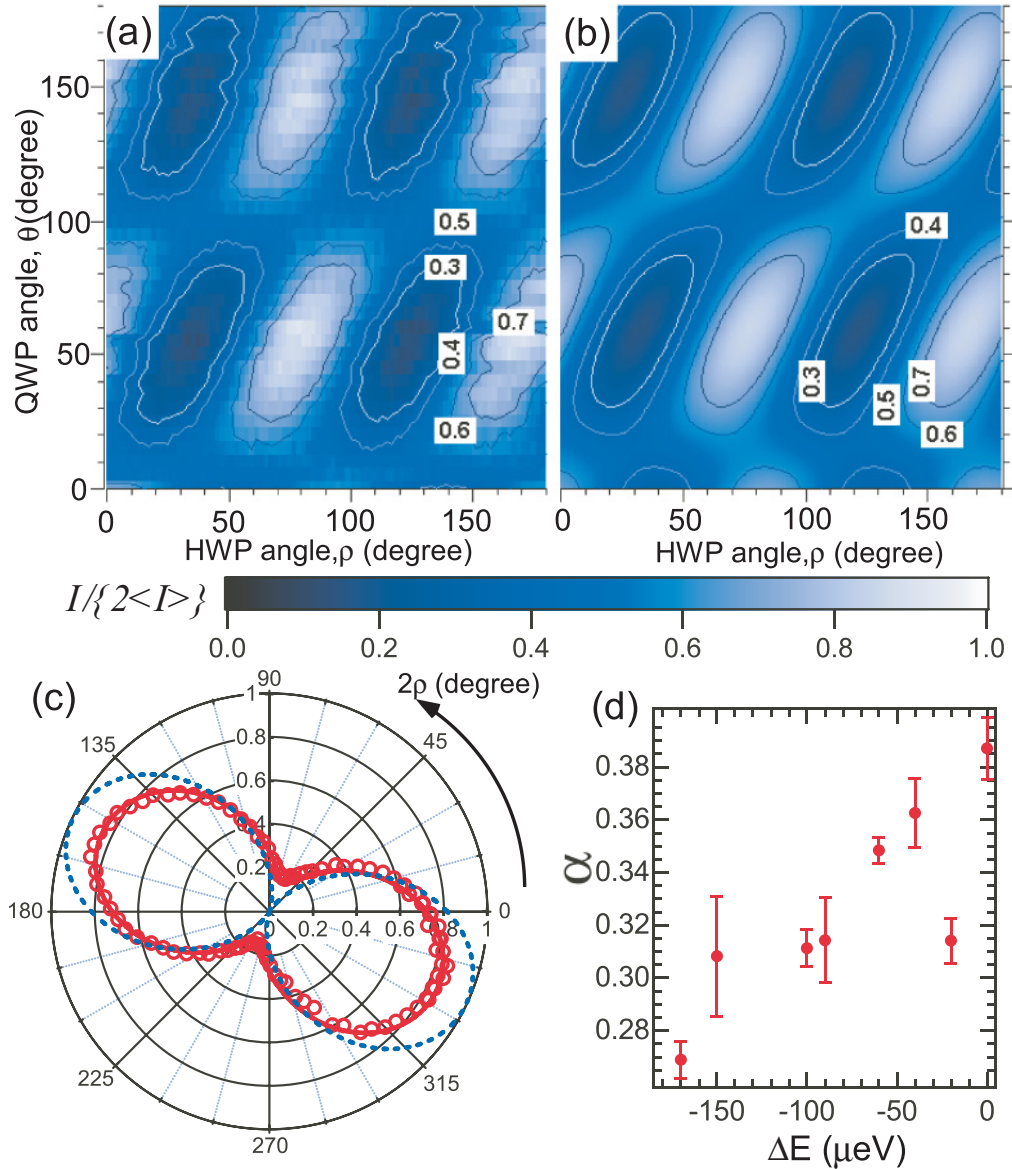 (a)
(b)
QWP angle, θ(degree)
150
100
50
0
0.5
0.3
0.7
0.4
0.6
0.4
0.3
0.5
0.7
0.6
0 50 100 150
0 50 100 150
HWP angle,ρ (degree)
HWP angle,ρ (degree)
I/{2<I>}
0.0 0.2 0.4 0.6 0.8 1.0
(c)
2ρ (degree)
90
135
45
180
0
225
315
270
1
0.8
0.6
0.4
0.2
0 0.2 0.4 0.6 0.8 1
(d)
α
0.38
0.36
0.34
0.32
0.30
0.28
-150 -100 -50 0
ΔE (μeV)